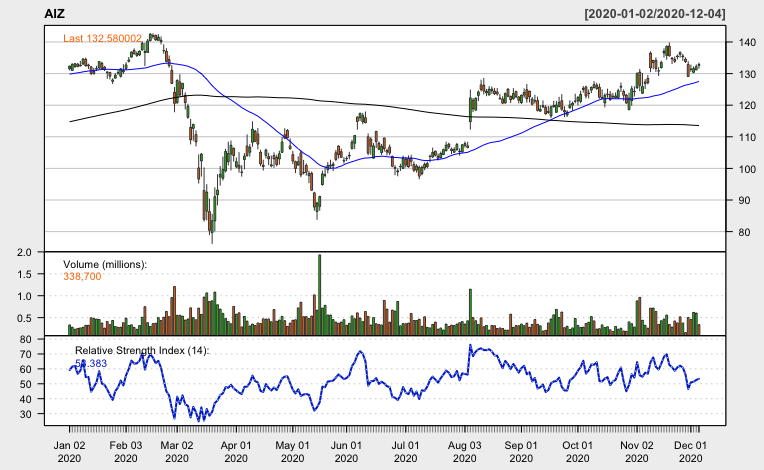 AIZ [2020-01-02/2020-12-04]
Last 132.580002
140
130
120
110
100
90
80
Volume (millions):
338,700
2.0
1.5
1.0
0.5
Relative Strength Index (14):
80
70
60
50
40
30
Jan 02 2020
Feb 03 2020
Mar 02 2020
Apr 01 2020
May 01 2020
Jun 01 2020
Jul 01 2020
Aug 03 2020
Sep 01 2020
Oct 01 2020
Nov 02 2020
Dec 01 2020